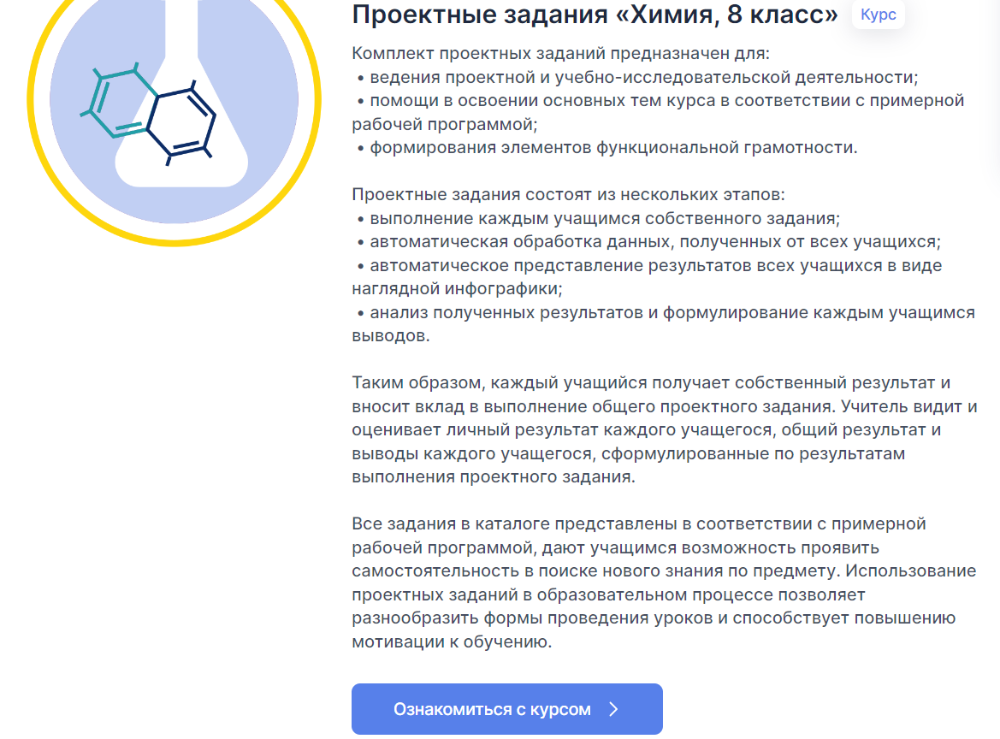 Проектные задания «Химия, 8 класс» Курс
Комплект проектных заданий предназначен для:
• ведения проектной и учебно-исследовательской деятельности;
• помощи в освоении основных тем курса в соответствии с примерной
рабочей программой;
• формирования элементов функциональной грамотности.
Проектные задания состоят из нескольких этапов:
• выполнение каждым учащимся собственного задания;
• автоматическая обработка данных, полученных от всех учащихся;
• автоматическое представление результатов всех учащихся в виде
наглядной инфографики;
• анализ полученных результатов и формулирование каждым учащимся
выводов.
Таким образом, каждый учащийся получает собственный результат и
вносит вклад в выполнение общего проектного задания. Учитель видит и
оценивает личный результат каждого учащегося, общий результат и
выводы каждого учащегося, сформулированные по результатам
выполнения проектного задания.
Все задания в каталоге представлены в соответствии с примерной
рабочей программой, дают учащимся возможность проявить
самостоятельность в поиске нового знания по предмету. Использование
проектных заданий в образовательном процессе позволяет
разнообразить формы проведения уроков и способствует повышению
мотивации к обучению.
Ознакомиться с курсом